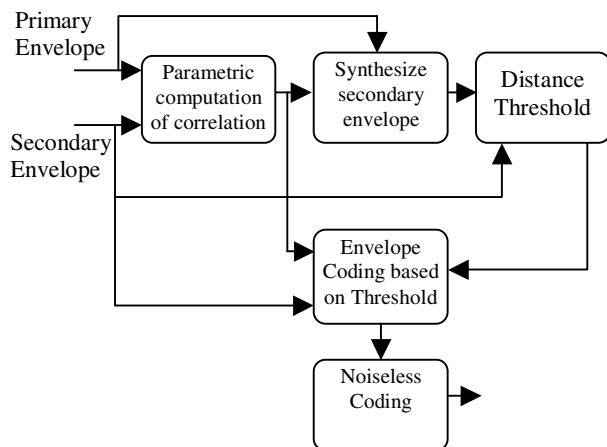 Primary
Envelope
Parametric
computation
of correlation
Synthesize
secondary
envelope
Distance
Threshold
Secondary
Envelope
Envelope
Coding based
on Threshold
Noiseless
Coding